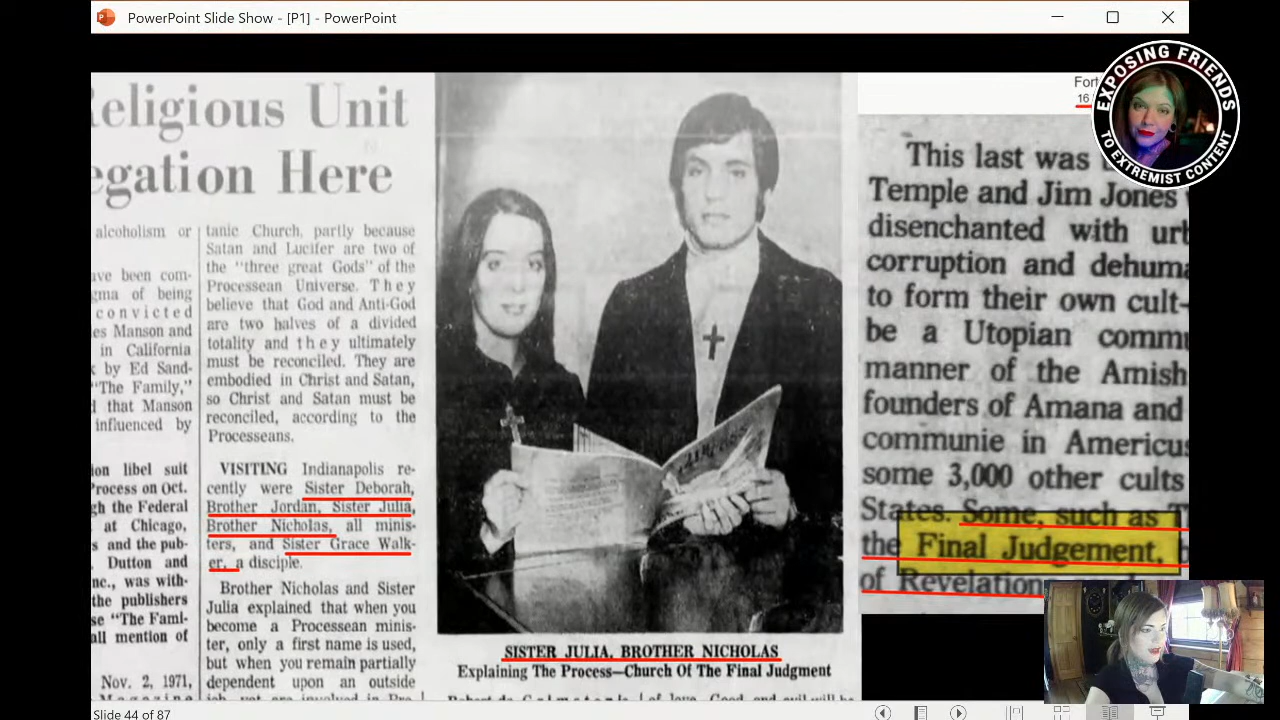 PowerPoint Slide Show - [P1] - PowerPoint
eligious Unit
egation Here
alcoholism or
ave been com-
gma of being
convicted
es Manson and
in California
by Ed Sand-
"The Family,"
d that Manson
influenced by
ion libel suit
Process on Oct.
gh the Federal
at Chicago,
s and the pub-
Dutton and
nc., was with-
the publishers
se "The Fami-
all mention of
Nov. 2, 1971,
tanic Church, partly because
Satan and Lucifer are two of
the "three great Gods" of the
Processean Universe. They
believe that God and Anti-God
are two halves of a divided
totality and they ultimately
must be reconciled. They are
embodied in Christ and Satan,
so Christ and Satan must be
reconciled, according to the
Processeans.
VISITING Indianapolis re-
cently were Sister Deborah,
Brother Jordan, Sister Julia,
Brother Nicholas, all minis-
ters, and Sister Grace Walk-
er, a disciple.
Brother Nicholas and Sister
Julia explained that when you
become a Processean minis-
ter, only a first name is used,
but when you remain partially
dependent upon an outside
SISTER JULIA, BROTHER NICHOLAS
Explaining The Process—Church Of The Final Judgment
Fort
16
This last was
Temple and Jim Jones
disenchanted with ur
corruption and dehuma
to form their own cult-
be a Utopian comm
manner of the Amish
founders of Amana and
communie in Americus
some 3,000 other cults
States. Some, such as T
the Final Judgement,
of Revelation
EXPOSING FRIENDS
TO EXTREMIST CONTENT
Slide 44 of 87